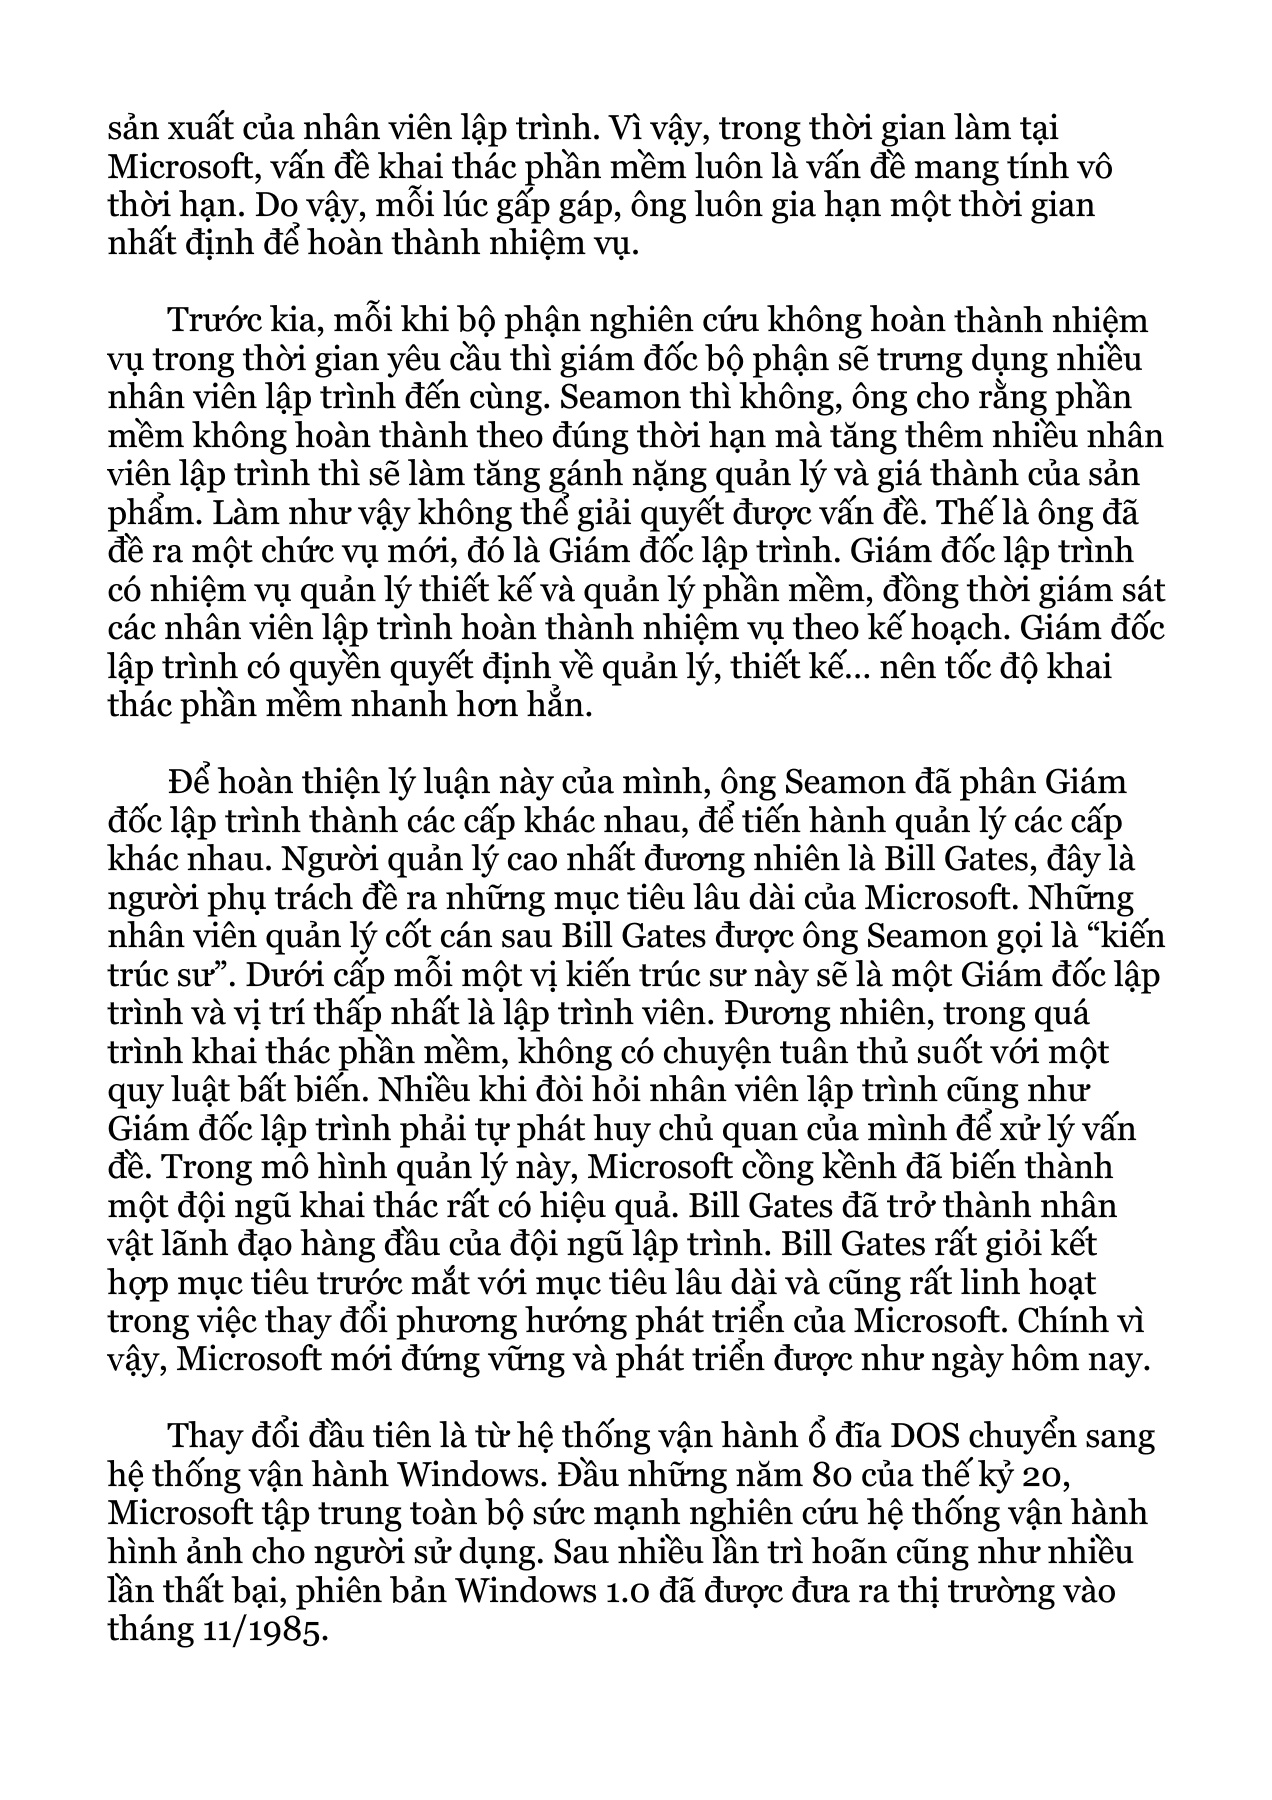 sản xuất của nhân viên lập trình. Vì vậy, trong thời gian làm tại
Microsoft, vấn đề khai thác phần mềm luôn là vấn đề mang tính vô
thời hạn. Do vậy, mỗi lúc gấp gáp, ông luôn gia hạn một thời gian
nhất định để hoàn thành nhiệm vụ.
Trước kia, mỗi khi bộ phận nghiên cứu không hoàn thành nhiệm
vụ trong thời gian yêu cầu thì giám đốc bộ phận sẽ trưng dụng nhiều
nhân viên lập trình đến cùng. Seamon thì không, ông cho rằng phần
mềm không hoàn thành theo đúng thời hạn mà tăng thêm nhiều nhân
viên lập trình thì sẽ làm tăng gánh nặng quản lý và giá thành của sản
phẩm. Làm như vậy không thể giải quyết được vấn đề. Thế là ông đã
đề ra một chức vụ mới, đó là Giám đốc lập trình. Giám đốc lập trình
có nhiệm vụ quản lý thiết kế và quản lý phần mềm, đồng thời giám sát
các nhân viên lập trình hoàn thành nhiệm vụ theo kế hoạch. Giám đốc
lập trình có quyền quyết định về quản lý, thiết kế... nên tốc độ khai
thác phần mềm nhanh hơn hẳn.
Để hoàn thiện lý luận này của mình, ông Seamon đã phân Giám
đốc lập trình thành các cấp khác nhau, để tiến hành quản lý các cấp
khác nhau. Người quản lý cao nhất đương nhiên là Bill Gates, đây là
người phụ trách đề ra những mục tiêu lâu dài của Microsoft. Những
nhân viên quản lý cốt cán sau Bill Gates được ông Seamon gọi là “kiến
trúc sư”. Dưới cấp mỗi một vị kiến trúc sư này sẽ là một Giám đốc lập
trình và vị trí thấp nhất là lập trình viên. Đương nhiên, trong quá
trình khai thác phần mềm, không có chuyện tuân thủ suốt với một
quy luật bất biến. Nhiều khi đòi hỏi nhân viên lập trình cũng như
Giám đốc lập trình phải tự phát huy chủ quan của mình để xử lý vấn
đề. Trong mô hình quản lý này, Microsoft cồng kềnh đã biến thành
một đội ngũ khai thác rất có hiệu quả. Bill Gates đã trở thành nhân
vật lãnh đạo hàng đầu của đội ngũ lập trình. Bill Gates rất giỏi kết
hợp mục tiêu trước mắt với mục tiêu lâu dài và cũng rất linh hoạt
trong việc thay đổi phương hướng phát triển của Microsoft. Chính vì
vậy, Microsoft mới đứng vững và phát triển được như ngày hôm nay.
Thay đổi đầu tiên là từ hệ thống vận hành ổ đĩa DOS chuyển sang
hệ thống vận hành Windows. Đầu những năm 80 của thế kỷ 20,
Microsoft tập trung toàn bộ sức mạnh nghiên cứu hệ thống vận hành
hình ảnh cho người sử dụng. Sau nhiều lần trì hoãn cũng như nhiều
lần thất bại, phiên bản Windows 1.0 đã được đưa ra thị trường vào
tháng 11/1985.